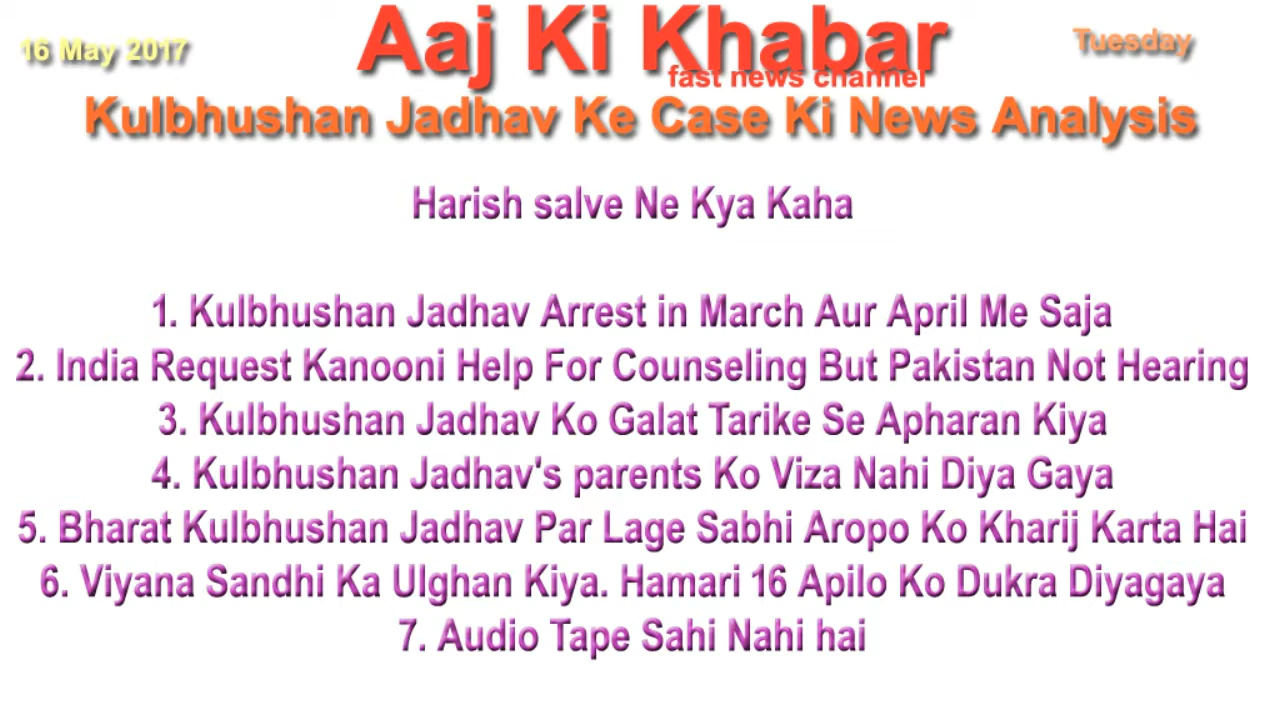 16 May 2017
Aaj Ki Khabar
Tuesday
fast news channel
Kulbhushan Jadhav Ke Case Ki News Analysis
Harish salve Ne Kya Kaha
1. Kulbhushan Jadhav Arrest in March Aur April Me Saja
2. India Request Kanooni Help For Counseling But Pakistan Not Hearing
3. Kulbhushan Jadhav Ko Galat Tarike Se Apharan Kiya
4. Kulbhushan Jadhav's parents Ko Viza Nahi Diya Gaya
5. Bharat Kulbhushan Jadhav Par Lage Sabhi Aropo Ko Kharij Karta Hai
6. Viyana Sandhi Ka Ulghan Kiya. Hamari 16 Apilo Ko Dukra Diyagaya
7. Audio Tape Sahi Nahi hai